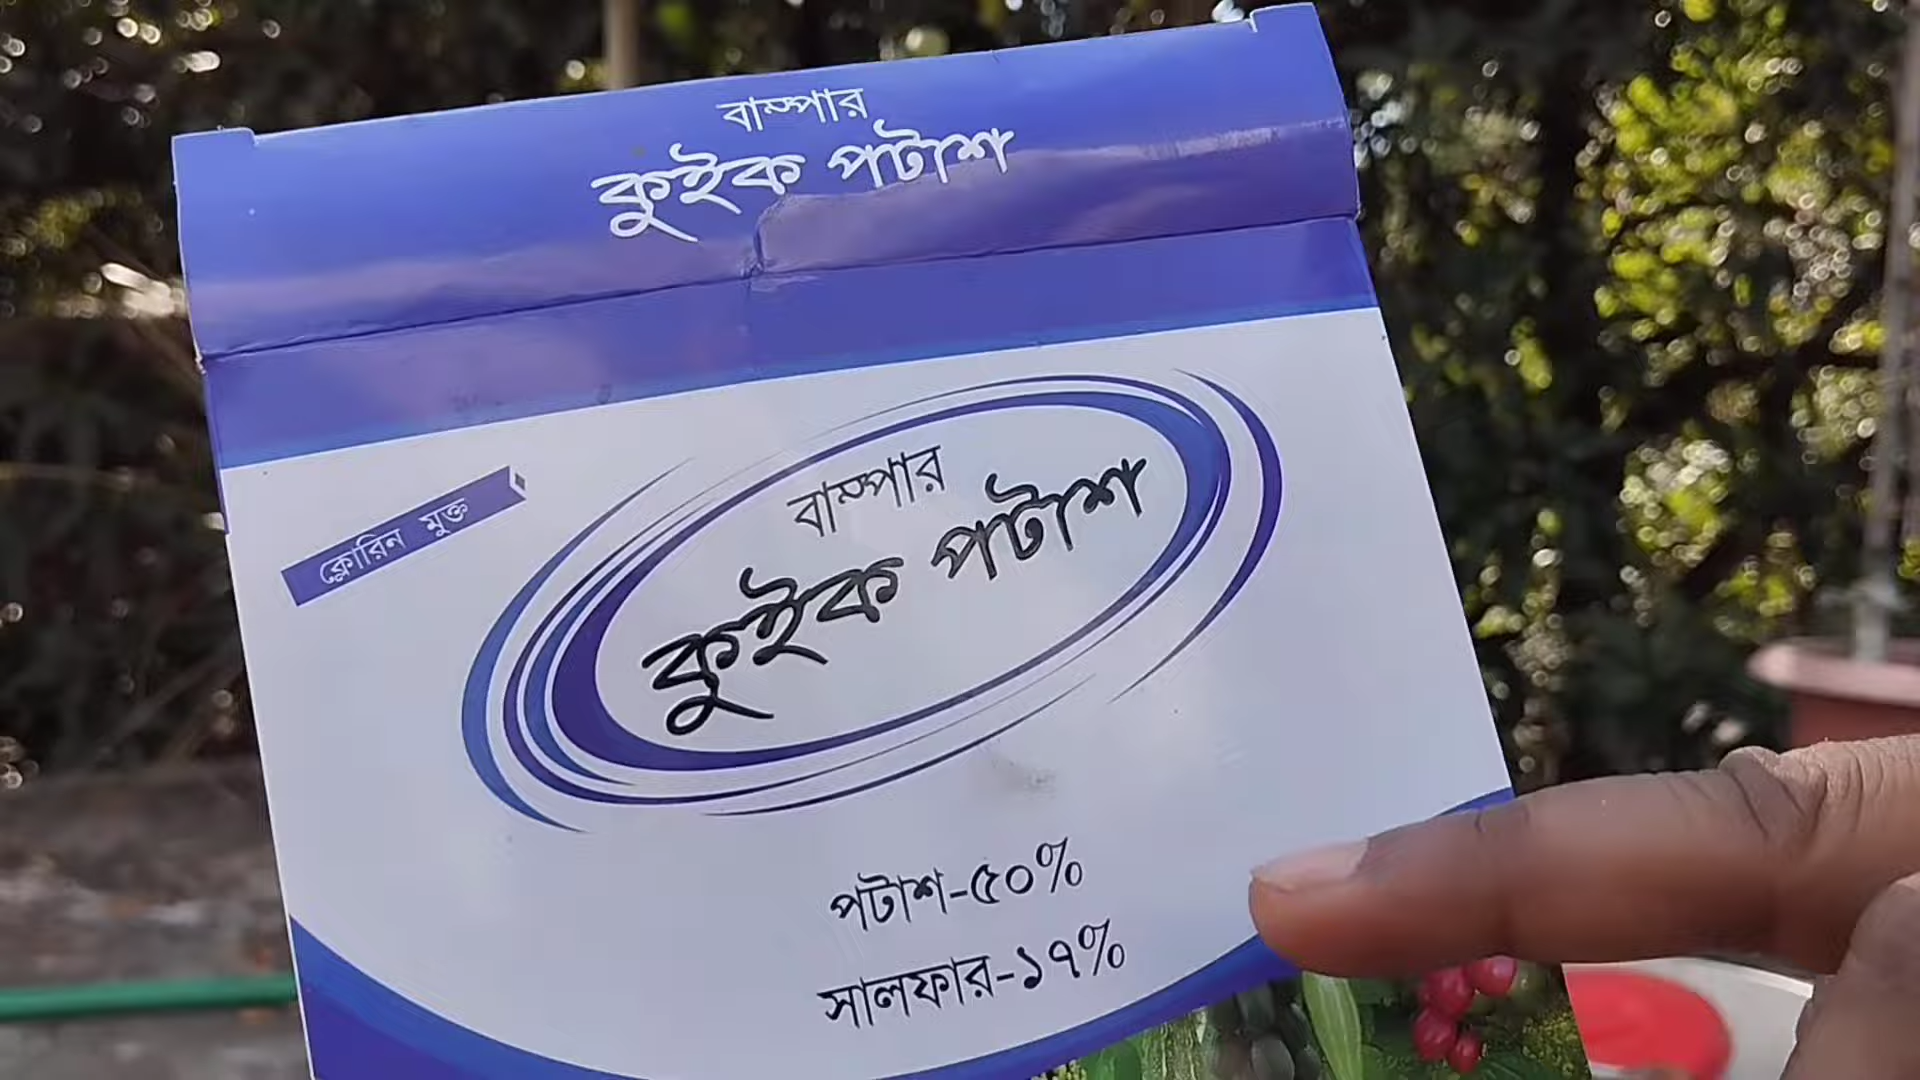 বাম্পার
কুইক পটাশ
ক্লোরিন মুক্ত
বাম্পার
কুইক পটাশ
পটাশ-৫০%
সালফার-১৭%